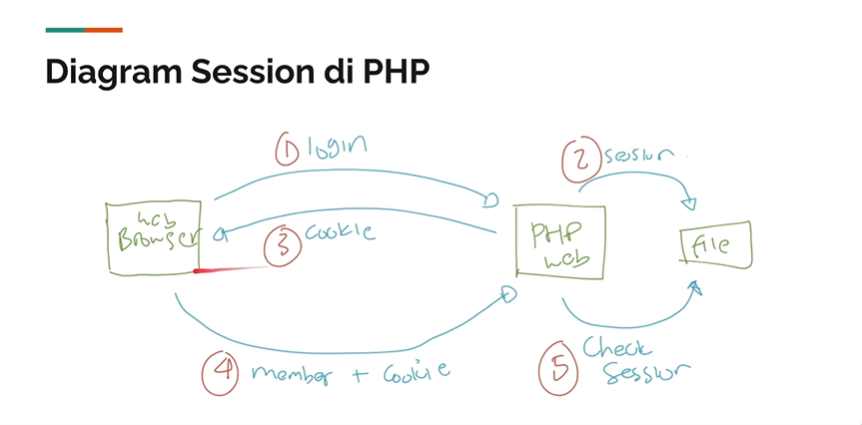 Diagram Session di PHP
1 login
2 session
web
Browser
3 Cookie
PHP
web
file
4 member + Cookie
5 Check
Session